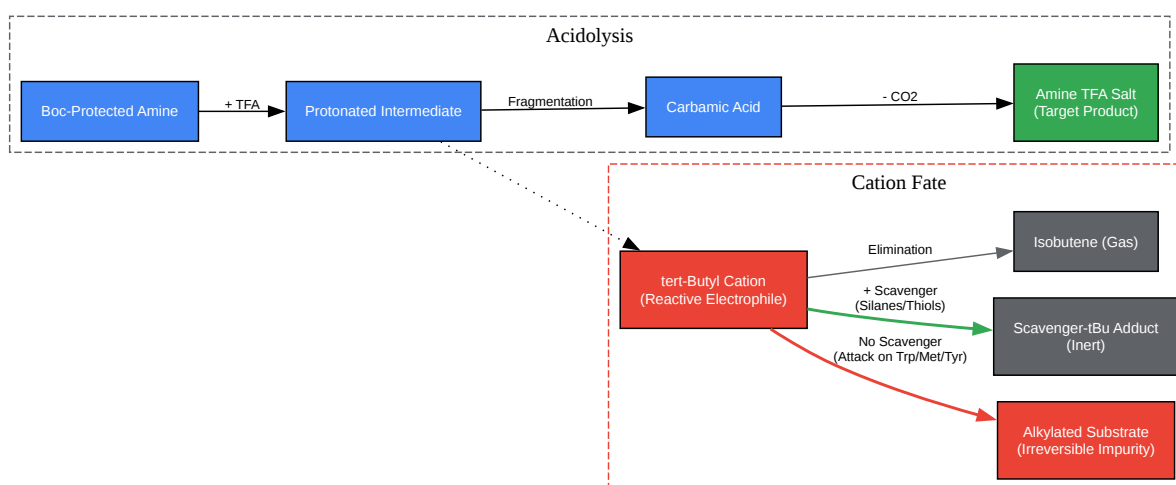 Acidolysis
Boc-Protected Amine
+ TFA
Protonated Intermediate
Fragmentation
Carbamic Acid
- CO2
Amine TFA Salt
(Target Product)
Cation Fate
tert-Butyl Cation
(Reactive Electrophile)
Elimination
Isobutene (Gas)
+ Scavenger
(Silanes/Thiols)
Scavenger-tBu Adduct
(Inert)
No Scavenger
(Attack on Trp/Met/Tyr)
Alkylated Substrate
(Irreversible Impurity)